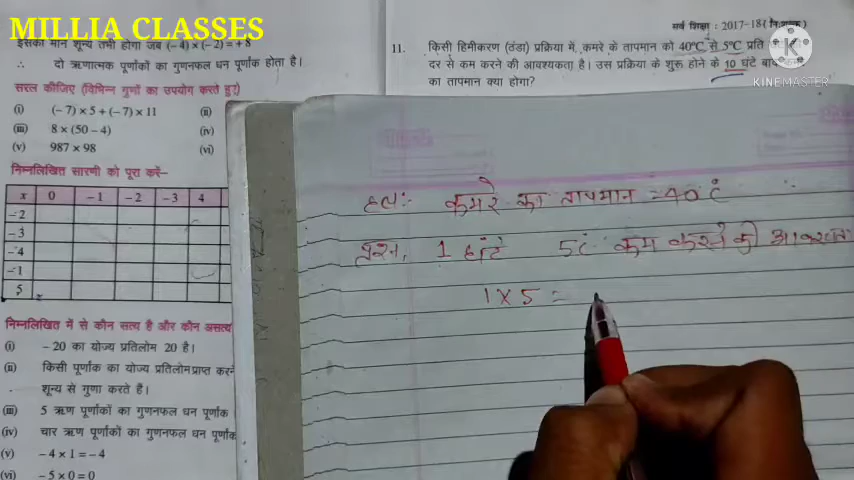 MILLIA CLASSES
इसका मान शून्य तभी होगा जब (−4)×(−2)=+8
∴ दो ऋणात्मक पूर्णांकों का गुणनफल धन पूर्णांक होता है।
सरल कीजिए (विभिन्न गुणों का उपयोग करते हुए)
(i) (−7)×5+(−7)×11 (ii)
(iii) 8×(50−4) (iv)
(v) 987×98 (vi)
निम्नलिखित सारणी को पूरा करें–
x 0 −1 −2 −3 4
−2
−3
−4
−1
5
निम्नलिखित में से कौन सत्य है और कौन असत्य
(i) −20 का योज्य प्रतिलोम 20 है।
(ii) किसी पूर्णांक का योज्य प्रतिलोम प्राप्त करने
शून्य से गुणा करते हैं।
(iii) 5 ऋण पूर्णांकों का गुणनफल धन पूर्णांक
(iv) चार ऋण पूर्णांकों का गुणनफल धन पूर्णांक
(v) −4×1=−4
(vi) −5×0=0
सर्व शिक्षा : 2017-18 (निःशुल्क)
11. किसी हिमीकरण (ठंडा) प्रक्रिया में, कमरे के तापमान को 40°C से 5°C प्रति
दर से कम करने की आवश्यकता है। उस प्रक्रिया के शुरू होने के 10 घंटे बाद
का तापमान क्या होगा?
KINEMASTER
हल:- कमरे का तापमान =40°C
प्रश्न, 1 घंटे 5°C कम करने की
1×5 =